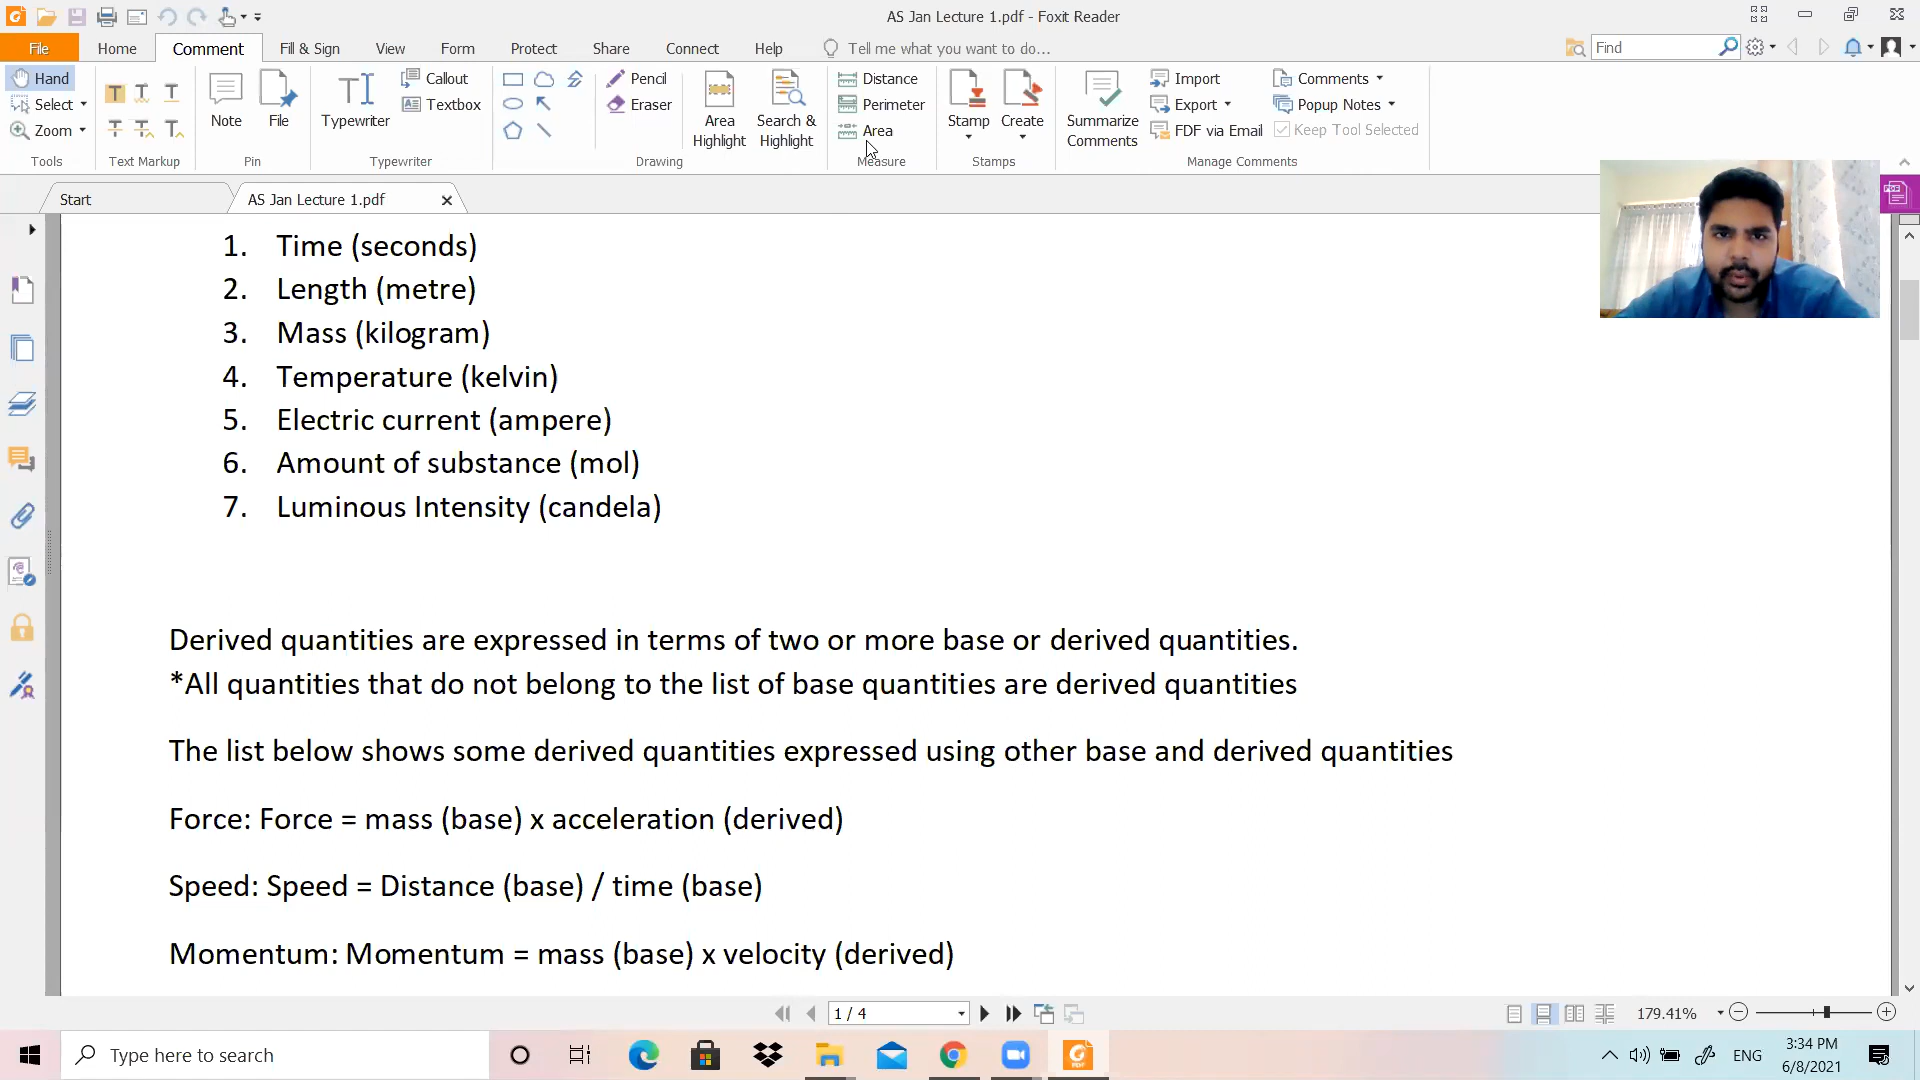 AS Jan Lecture 1.pdf - Foxit Reader
File Home Comment Fill & Sign View Form Protect Share Connect Help Tell me what you want to do... Find
Hand
Select
Zoom
Tools
Text Markup
Note
File
Pin
Typewriter
Callout
Textbox
Typewriter
Pencil
Eraser
Area Highlight
Search & Highlight
Drawing
Distance
Perimeter
Area
Measure
Stamp
Create
Stamps
Summarize Comments
Import
Export
FDF via Email
Comments
Popup Notes
Keep Tool Selected
Manage Comments
Start
AS Jan Lecture 1.pdf
1. Time (seconds)
2. Length (metre)
3. Mass (kilogram)
4. Temperature (kelvin)
5. Electric current (ampere)
6. Amount of substance (mol)
7. Luminous Intensity (candela)
Derived quantities are expressed in terms of two or more base or derived quantities.
*All quantities that do not belong to the list of base quantities are derived quantities
The list below shows some derived quantities expressed using other base and derived quantities
Force: Force = mass (base) x acceleration (derived)
Speed: Speed = Distance (base) / time (base)
Momentum: Momentum = mass (base) x velocity (derived)
1 / 4
179.41%
Type here to search
ENG
3:34 PM
6/8/2021